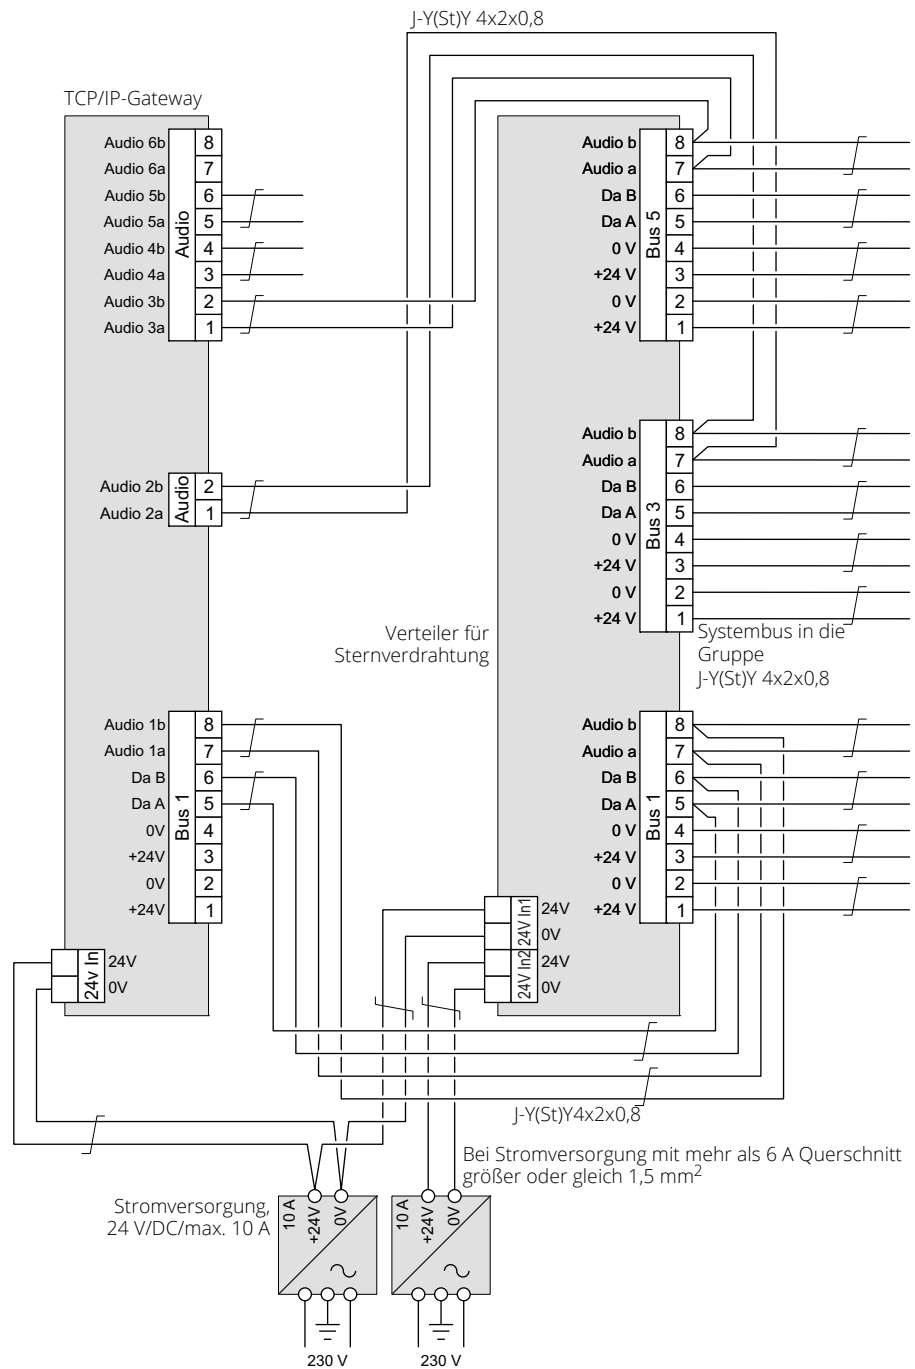 J-Y(St)Y 4x2x0,8
TCP/IP-Gateway
Audio 6b 8
Audio 6a 7
Audio 5b 6
Audio 5a 5
Audio 4b 4
Audio 4a 3
Audio 3b 2
Audio 3a 1
Audio
Audio b 8
Audio a 7
Da B 6
Da A 5
0 V 4
+24 V 3
0 V 2
+24 V 1
Bus 5
Audio 2b 2
Audio 2a 1
Audio
Audio b 8
Audio a 7
Da B 6
Da A 5
0 V 4
+24 V 3
0 V 2
+24 V 1
Bus 3
Verteiler für
Sternverdrahtung
Systembus in die
Gruppe
J-Y(St)Y 4x2x0,8
Audio 1b 8
Audio 1a 7
Da B 6
Da A 5
0V 4
+24V 3
0V 2
+24V 1
Bus 1
Audio b 8
Audio a 7
Da B 6
Da A 5
0 V 4
+24 V 3
0 V 2
+24 V 1
Bus 1
24V In1
24V
0V
24V In2
24V
0V
24v In
24V
0V
J-Y(St)Y4x2x0,8
Bei Stromversorgung mit mehr als 6 A Querschnitt
größer oder gleich 1,5 mm2
Stromversorgung,
24 V/DC/max. 10 A
10 A
+24V
0V
10 A
+24V
0V
230 V
230 V